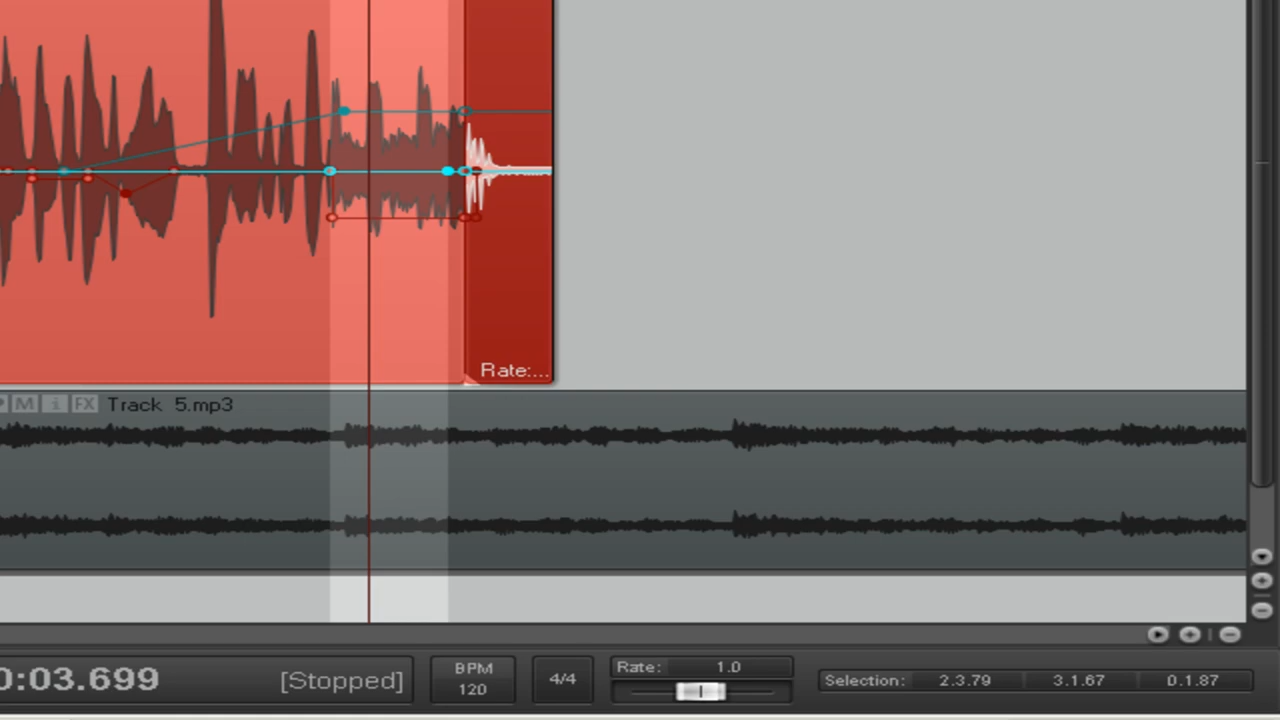 Rate:...
M i FX Track 5.mp3
0:03.699 [Stopped] BPM 120 4/4 Rate: 1.0 Selection: 2.3.79 3.1.67 0.1.87